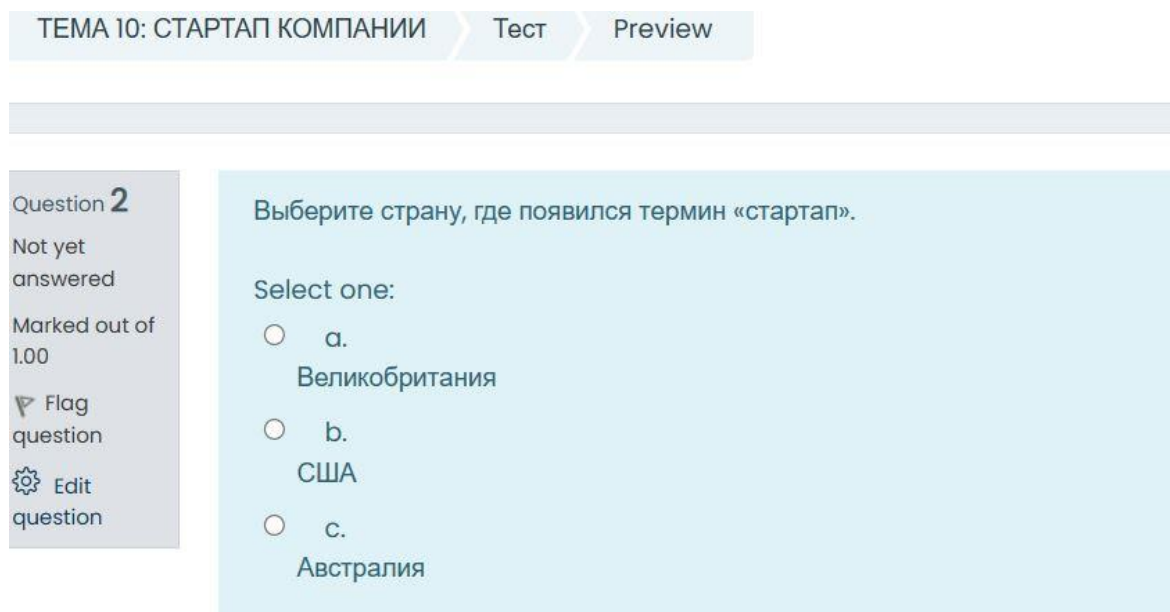 ТЕМА 10: СТАРТАП КОМПАНИИ Тест Preview
Question 2
Not yet
answered
Marked out of
1.00
Flag
question
Edit
question
Выберите страну, где появился термин «стартап».
Select one:
a.
Великобритания
b.
США
c.
Австралия